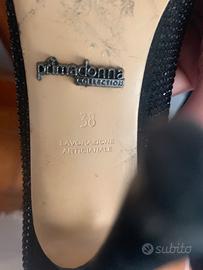 primadonna
COLLECTION
38
LAVORAZIONE
ARTIGIANALE
subito